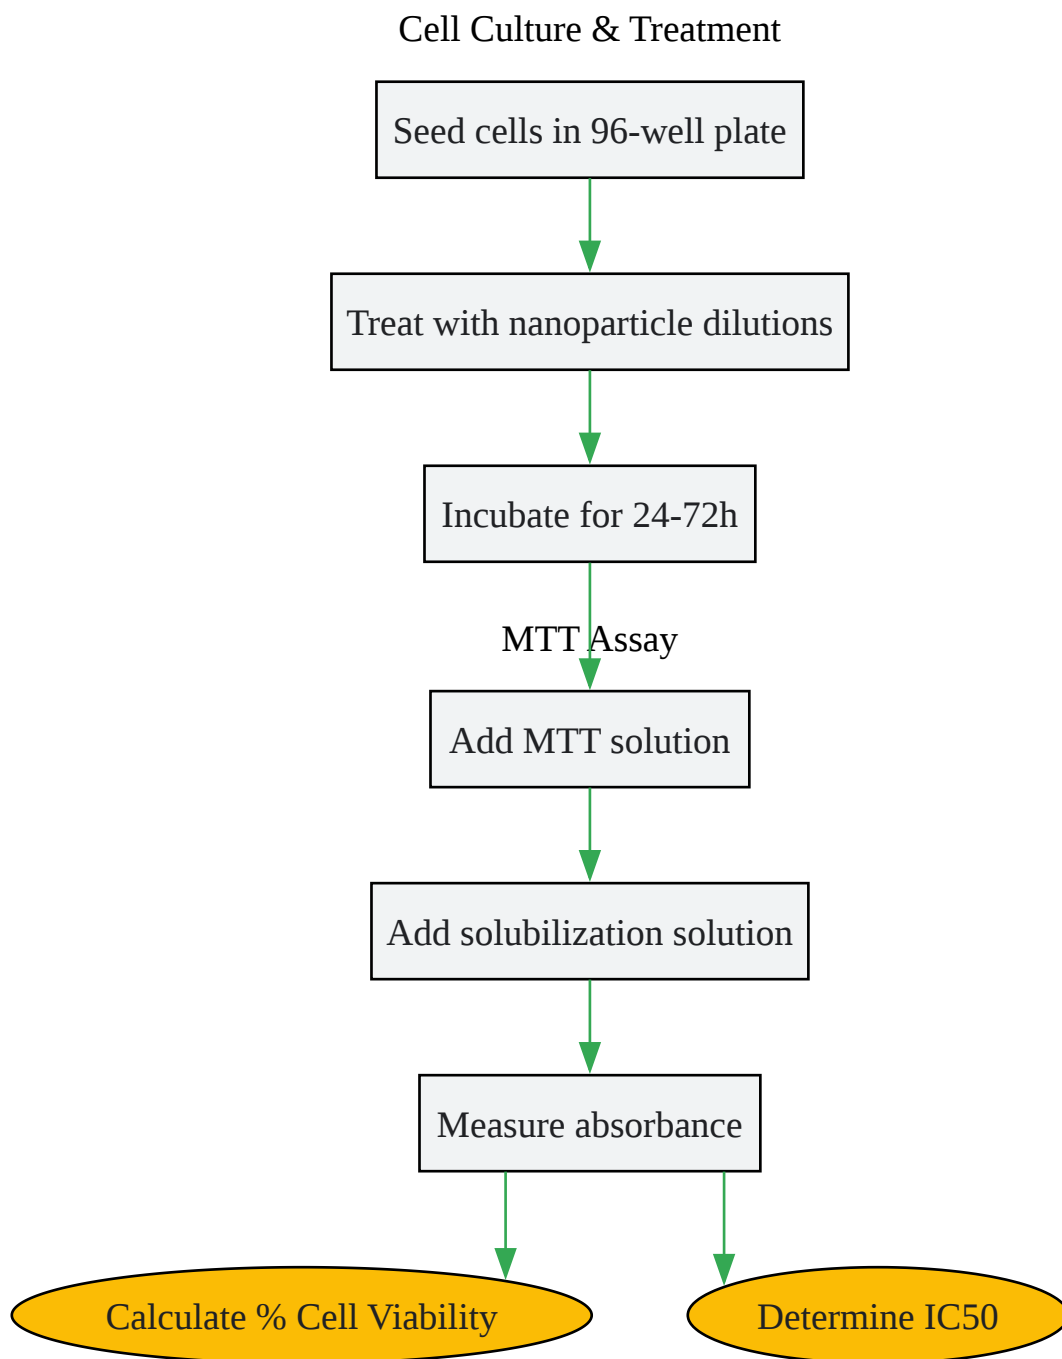 Cell Culture & Treatment
Seed cells in 96-well plate
Treat with nanoparticle dilutions
Incubate for 24-72h
MTT Assay
Add MTT solution
Add solubilization solution
Measure absorbance
Calculate % Cell Viability
Determine IC50